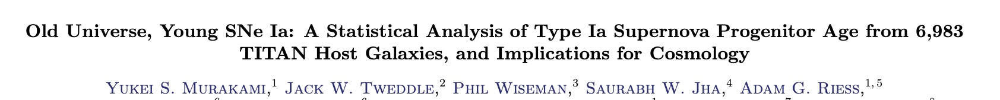 Old Universe, Young SNe Ia: A Statistical Analysis of Type Ia Supernova Progenitor Age from 6,983
TITAN Host Galaxies, and Implications for Cosmology
Yukei S. Murakami,¹ Jack W. Tweddle,² Phil Wiseman,³ Saurabh W. Jha,⁴ Adam G. Riess,¹,⁵